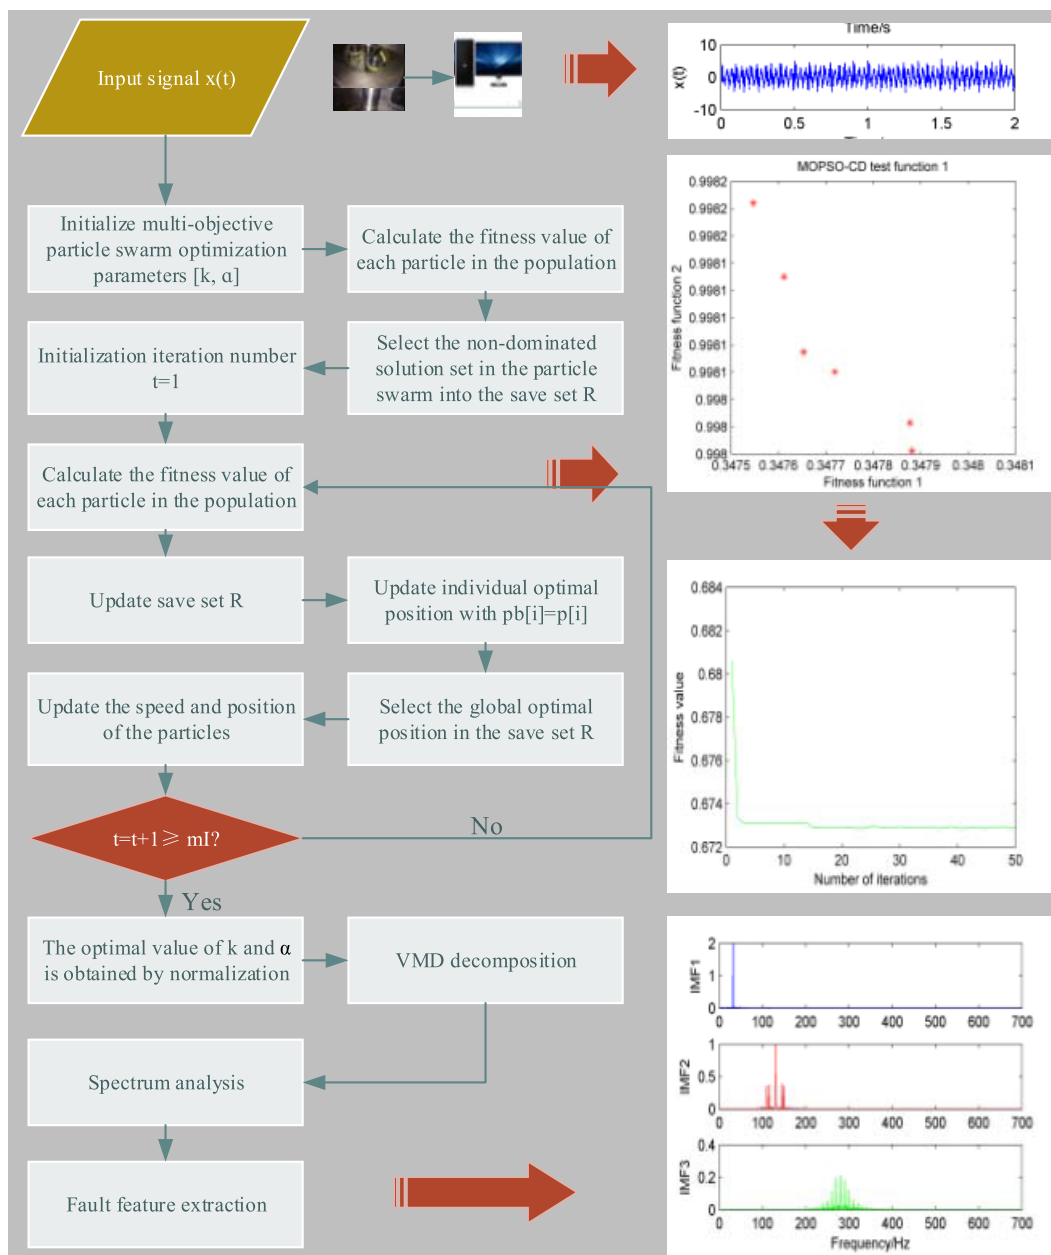 Input signal x(t)
Initialize multi-objective
particle swarm optimization
parameters [k, α]
Calculate the fitness value of
each particle in the population
Select the non-dominated
solution set in the particle
swarm into the save set R
Initialization iteration number
t=1
Calculate the fitness value of
each particle in the population
Update save set R
Update individual optimal
position with pb[i]=p[i]
Select the global optimal
position in the save set R
Update the speed and position
of the particles
t=t+1≥ mI?
No
Yes
The optimal value of k and α
is obtained by normalization
VMD decomposition
Spectrum analysis
Fault feature extraction
Time/s
x(t)
10
0
-10
0 0.5 1 1.5 2
MOPSO-CD test function 1
Fitness function 2
0.9982
0.9982
0.9982
0.9981
0.9981
0.9981
0.9981
0.9981
0.998
0.998
0.998
0.3475 0.3476 0.3477 0.3478 0.3479 0.348 0.3481
Fitness function 1
Fitness value
0.684
0.682
0.68
0.678
0.676
0.674
0.672
0 10 20 30 40 50
Number of iterations
IMF1
2
1
0
0 100 200 300 400 500 600 700
IMF2
1
0.5
0
0 100 200 300 400 500 600 700
IMF3
0.4
0.2
0
0 100 200 300 400 500 600 700
Frequency/Hz